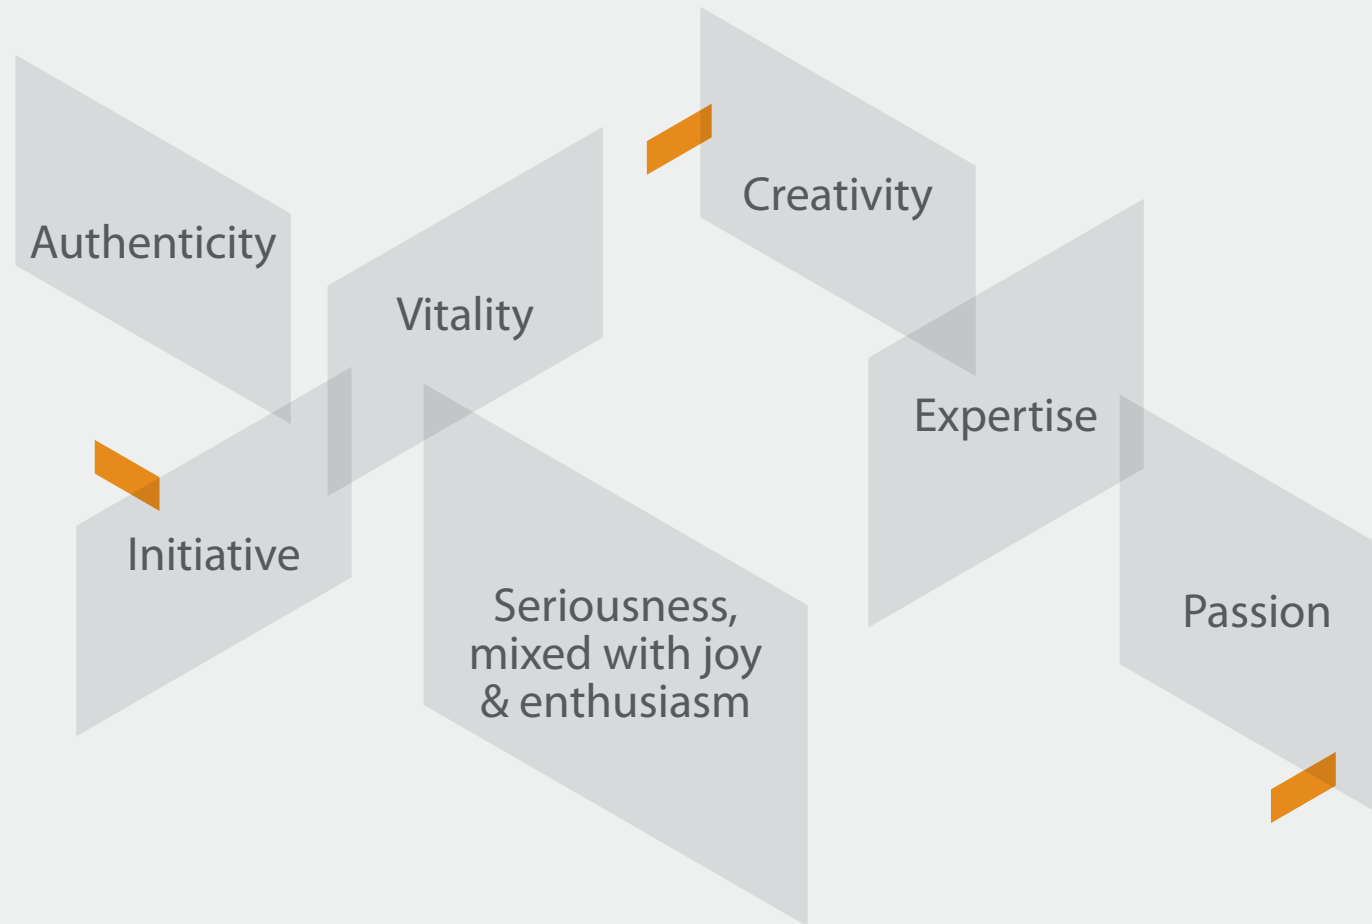 Authenticity
Vitality
Creativity
Expertise
Initiative
Seriousness,
mixed with joy
& enthusiasm
Passion